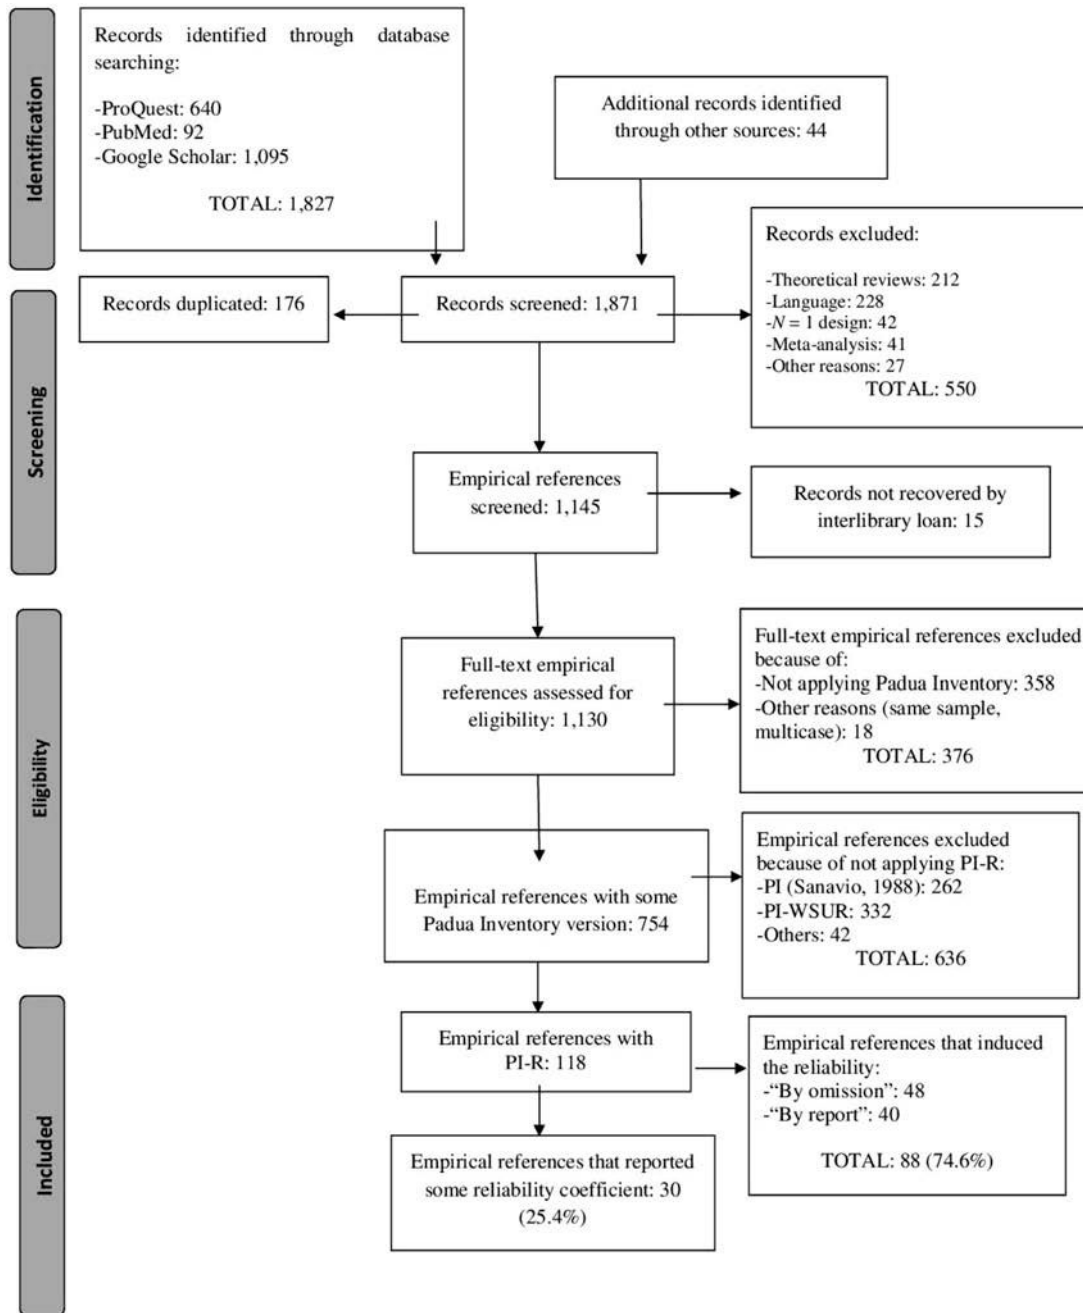 Identification
Records identified through database
searching:
-ProQuest: 640
-PubMed: 92
-Google Scholar: 1,095
TOTAL: 1,827
Additional records identified
through other sources: 44
Screening
Records duplicated: 176
Records screened: 1,871
Records excluded:
-Theoretical reviews: 212
-Language: 228
-N = 1 design: 42
-Meta-analysis: 41
-Other reasons: 27
TOTAL: 550
Empirical references
screened: 1,145
Records not recovered by
interlibrary loan: 15
Eligibility
Full-text empirical
references assessed for
eligibility: 1,130
Full-text empirical references excluded
because of:
-Not applying Padua Inventory: 358
-Other reasons (same sample,
multicase): 18
TOTAL: 376
Empirical references with some
Padua Inventory version: 754
Empirical references excluded
because of not applying PI-R:
-PI (Sanavio, 1988): 262
-PI-WSUR: 332
-Others: 42
TOTAL: 636
Included
Empirical references with
PI-R: 118
Empirical references that induced
the reliability:
-“By omission”: 48
-“By report”: 40
TOTAL: 88 (74.6%)
Empirical references that reported
some reliability coefficient: 30
(25.4%)